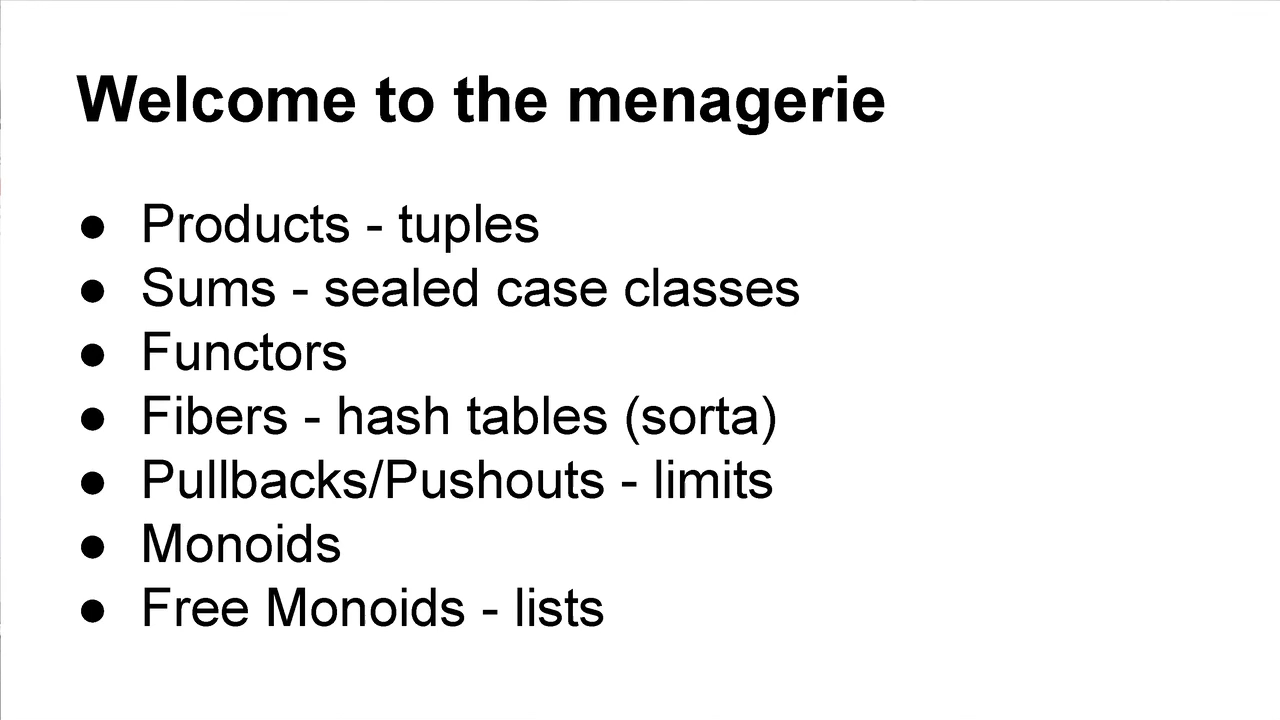 Welcome to the menagerie
● Products - tuples
● Sums - sealed case classes
● Functors
● Fibers - hash tables (sorta)
● Pullbacks/Pushouts - limits
● Monoids
● Free Monoids - lists